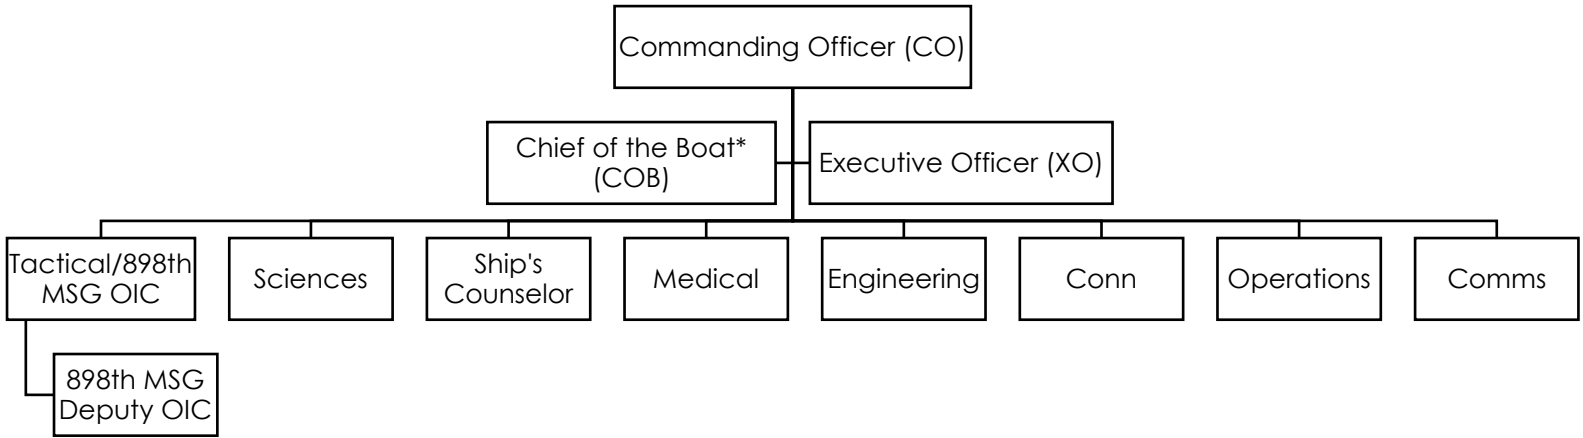 Commanding Officer (CO)
Chief of the Boat*
(COB)
Executive Officer (XO)
Tactical/898th
MSG OIC
Sciences
Ship's
Counselor
Medical
Engineering
Conn
Operations
Comms
898th MSG
Deputy OIC